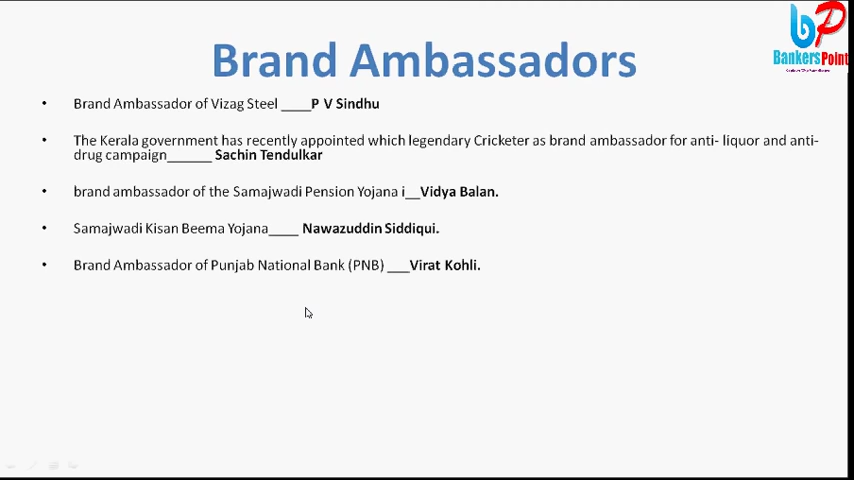 Brand Ambassadors
BankersPoint
• Brand Ambassador of Vizag Steel ____P V Sindhu
• The Kerala government has recently appointed which legendary Cricketer as brand ambassador for anti- liquor and anti-
drug campaign______ Sachin Tendulkar
• brand ambassador of the Samajwadi Pension Yojana i__Vidya Balan.
• Samajwadi Kisan Beema Yojana____ Nawazuddin Siddiqui.
• Brand Ambassador of Punjab National Bank (PNB) ___Virat Kohli.